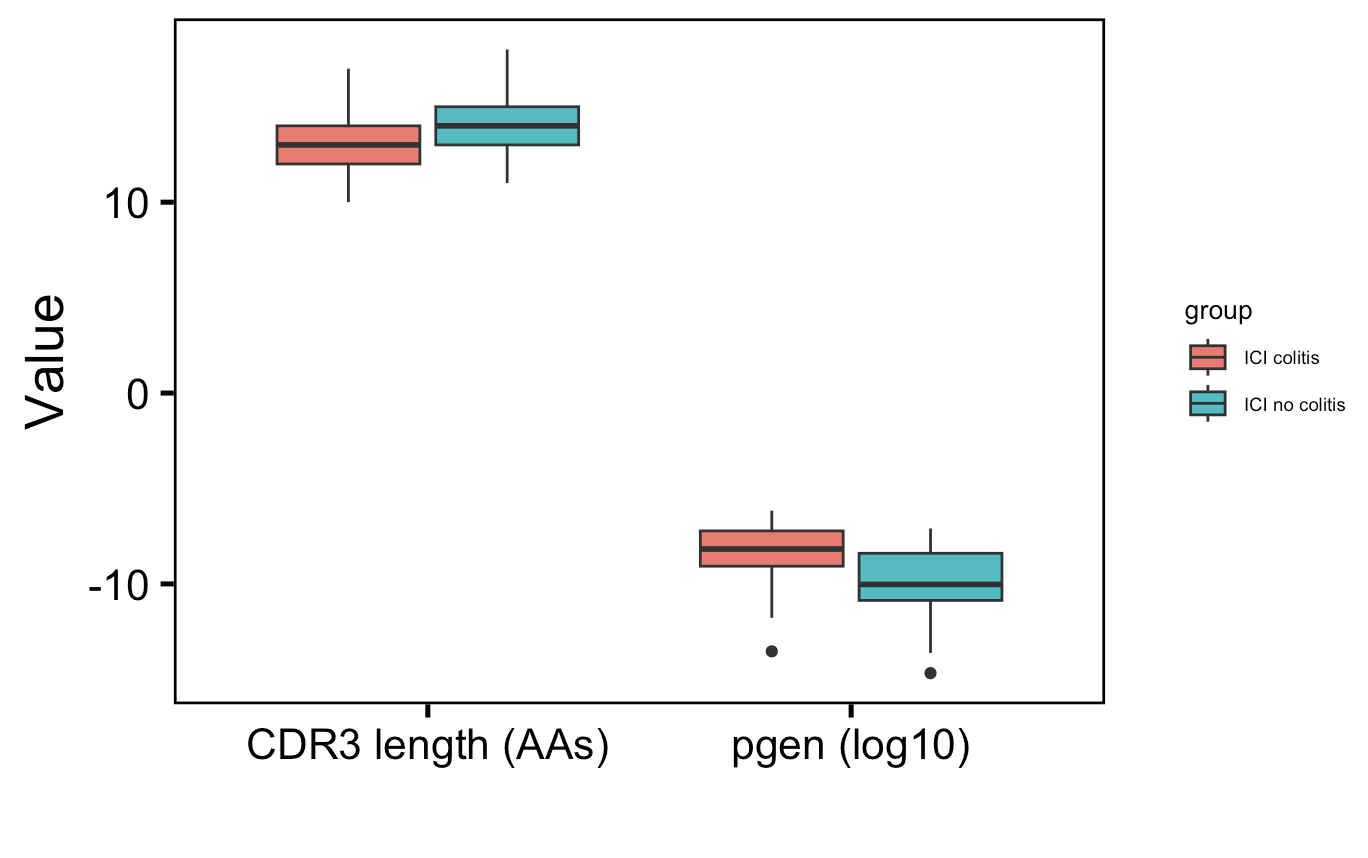 Value
10
0
-10
CDR3 length (AAs)
pgen (log10)
group
ICI colitis
ICI no colitis